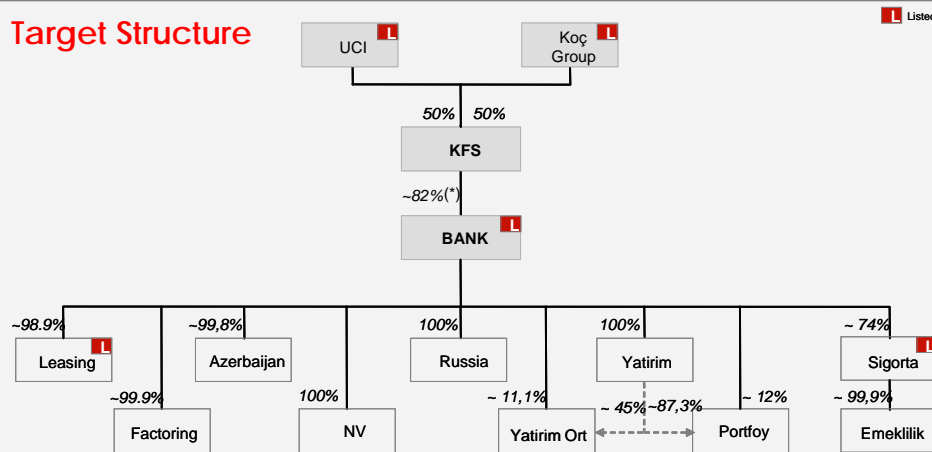 Target Structure
L Listed
UCI L
Koç L
Group
50% 50%
KFS
~82%(*)
BANK L
~98.9% ~99,8% 100% 100% ~ 74%
Leasing L Azerbaijan Russia Yatirim Sigorta L
~99.9% 100% ~ 11,1% ~ 45% ~87,3% ~ 12% ~ 99,9%
Factoring NV Yatirim Ort Portfoy Emeklilik